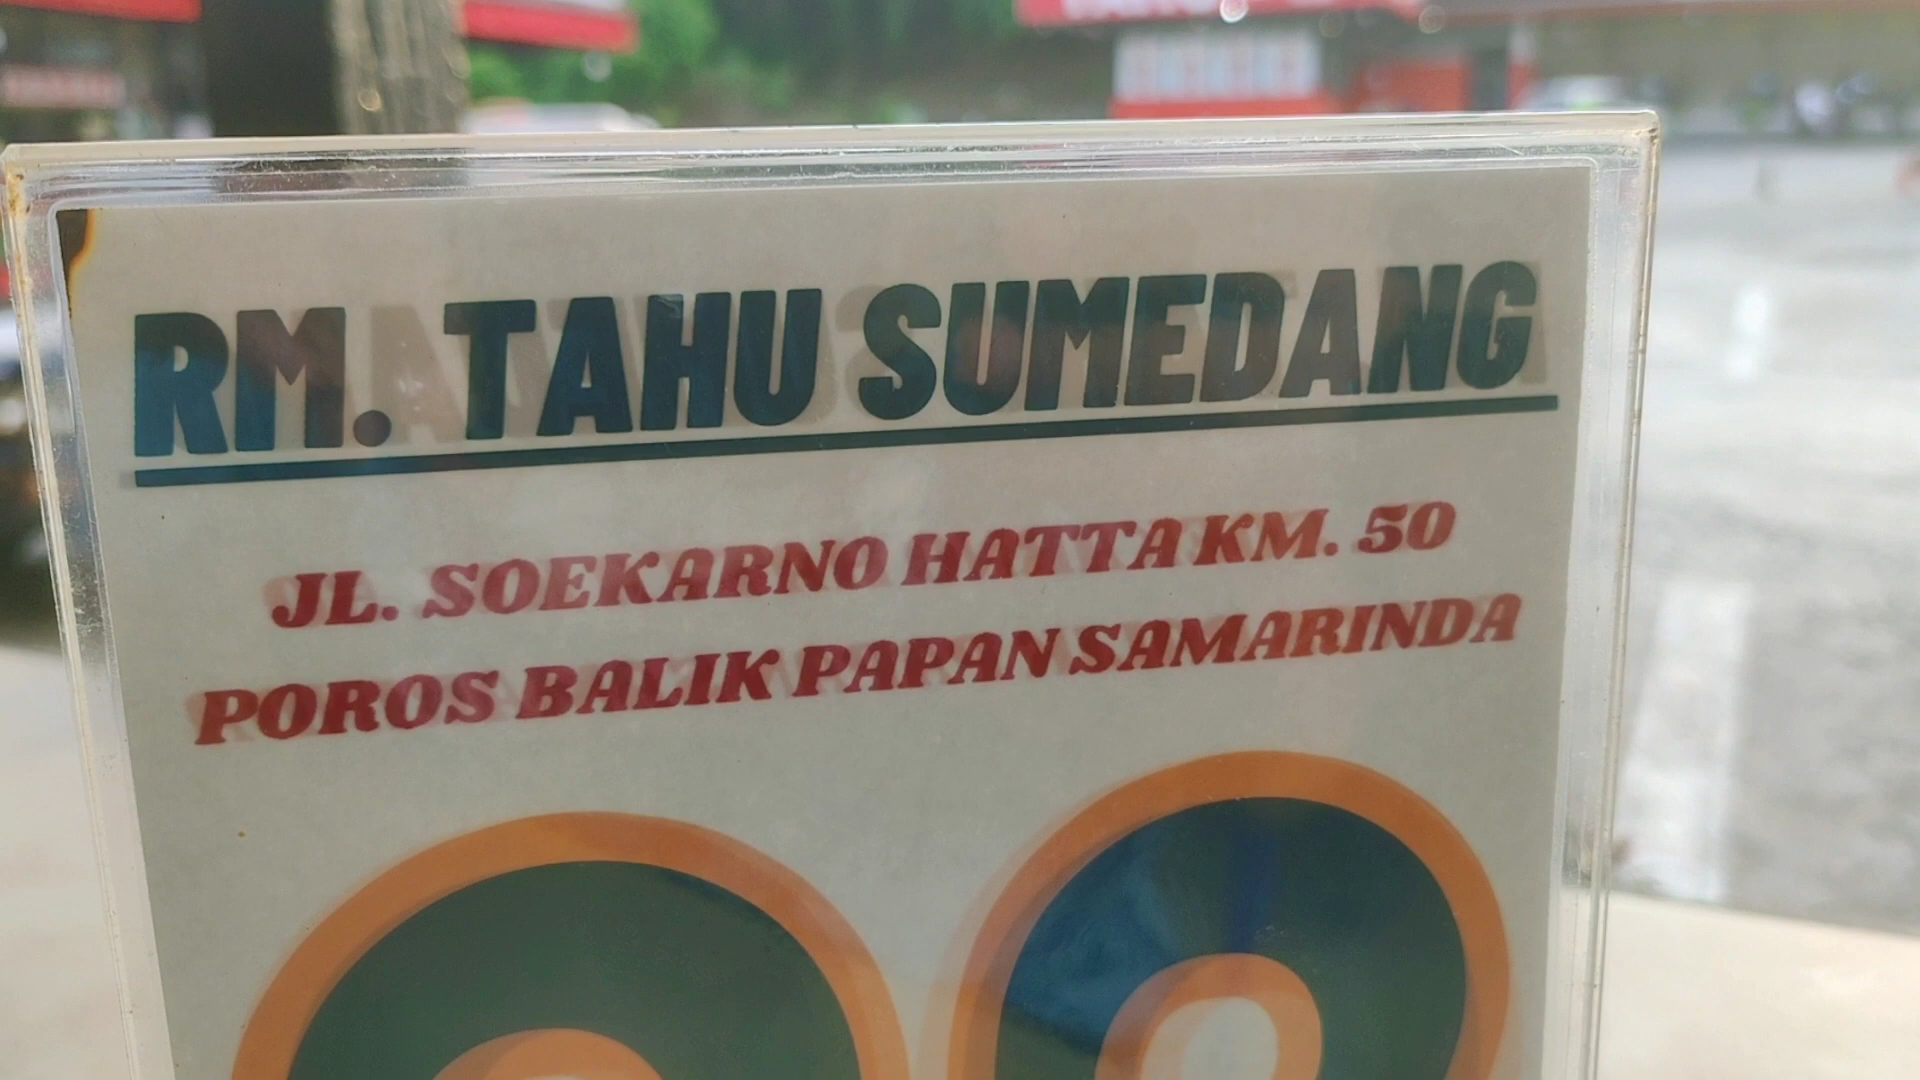 RM. TAHU SUMEDANG
JL. SOEKARNO HATTA KM. 50
POROS BALIK PAPAN SAMARINDA